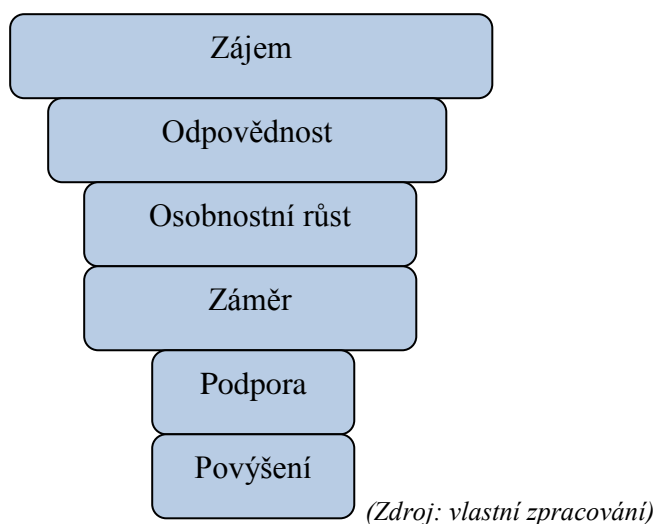 Zájem
Odpovědnost
Osobnostní růst
Záměr
Podpora
Povýšení
(Zdroj: vlastní zpracování)